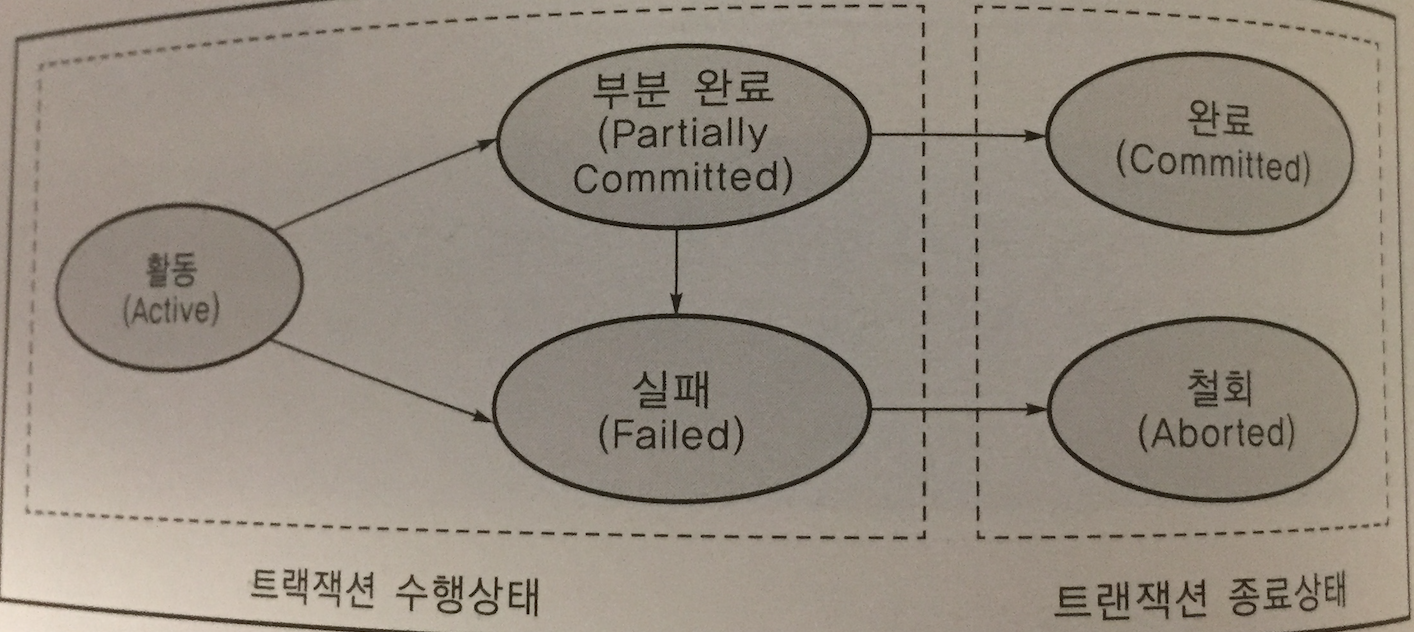 부분 완료
(Partially
Committed)
완료
(Committed)
활동
(Active)
실패
(Failed)
철회
(Aborted)
트랙잭션 수행상태
트랜잭션 종료상태